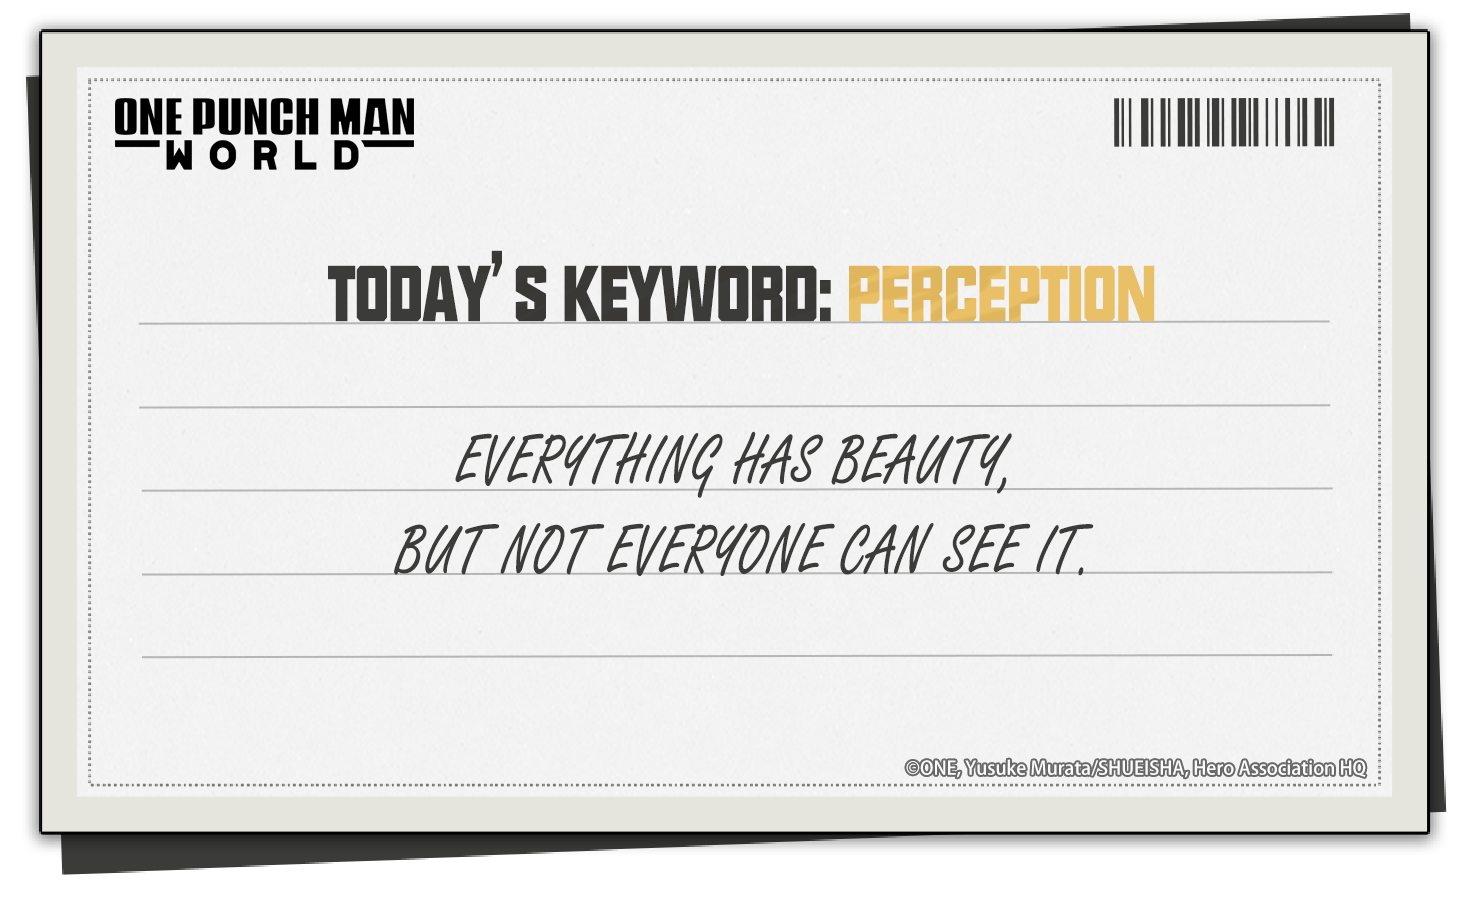 ONE PUNCH MAN
WORLD
TODAY'S KEYWORD: PERCEPTION
EVERYTHING HAS BEAUTY,
BUT NOT EVERYONE CAN SEE IT.
©ONE, Yusuke Murata/SHUEISHA, Hero Association HQ